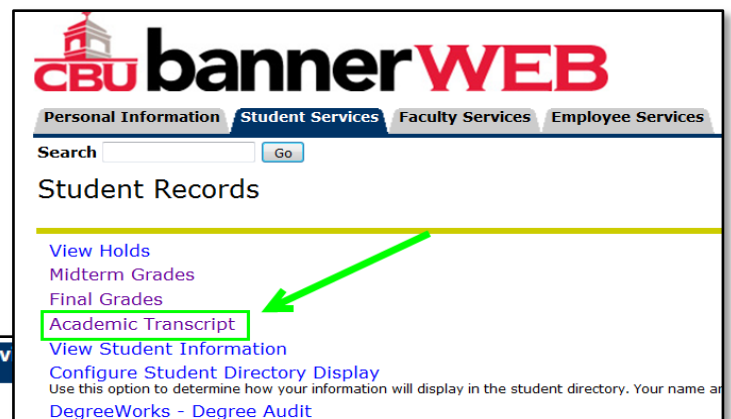 CBU bannerWEB
Personal Information Student Services Faculty Services Employee Services
Search Go
Student Records
View Holds
Midterm Grades
Final Grades
Academic Transcript
View Student Information
Configure Student Directory Display
Use this option to determine how your information will display in the student directory. Your name
DegreeWorks - Degree Audit